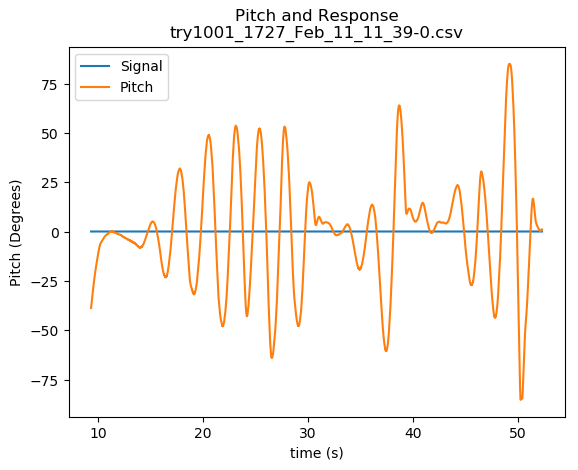 Pitch and Response
try1001_1727_Feb_11_11_39-0.csv
Signal
Pitch
Pitch (Degrees)
75
50
25
0
−25
−50
−75
10
20
30
40
50
time (s)